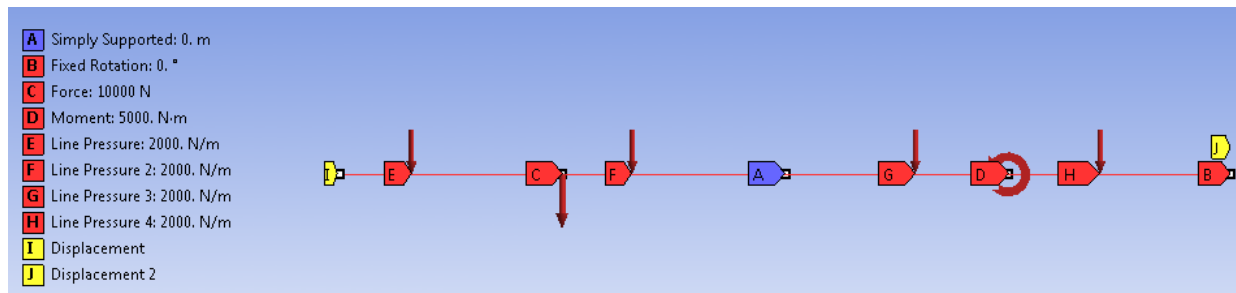 A Simply Supported: 0. m
B Fixed Rotation: 0. °
C Force: 10000 N
D Moment: 5000. N·m
E Line Pressure: 2000. N/m
F Line Pressure 2: 2000. N/m
G Line Pressure 3: 2000. N/m
H Line Pressure 4: 2000. N/m
I Displacement
J Displacement 2
J
I E C F A G D H B